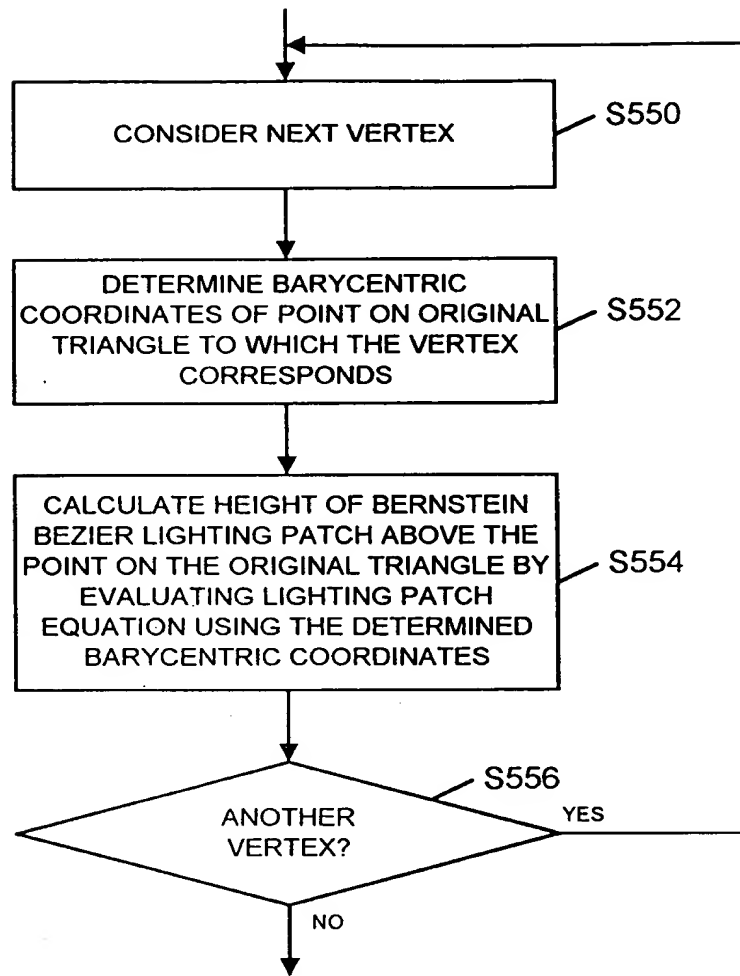 CONSIDER NEXT VERTEX
S550
DETERMINE BARYCENTRIC
COORDINATES OF POINT ON ORIGINAL
TRIANGLE TO WHICH THE VERTEX
CORRESPONDS
S552
CALCULATE HEIGHT OF BERNSTEIN
BEZIER LIGHTING PATCH ABOVE THE
POINT ON THE ORIGINAL TRIANGLE BY
EVALUATING LIGHTING PATCH
EQUATION USING THE DETERMINED
BARYCENTRIC COORDINATES
S554
S556
ANOTHER
VERTEX?
YES
NO